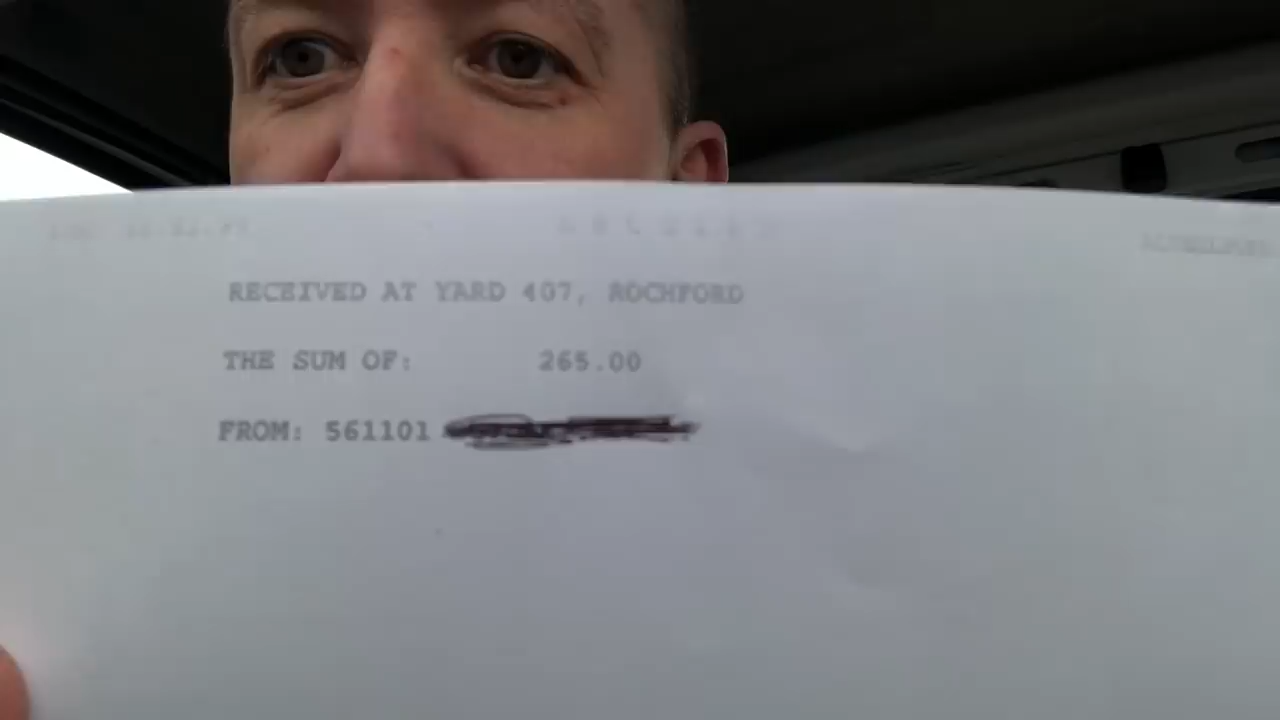 RECEIVED AT YARD 407, ROCHFORD
THE SUM OF: 265.00
FROM: 561101